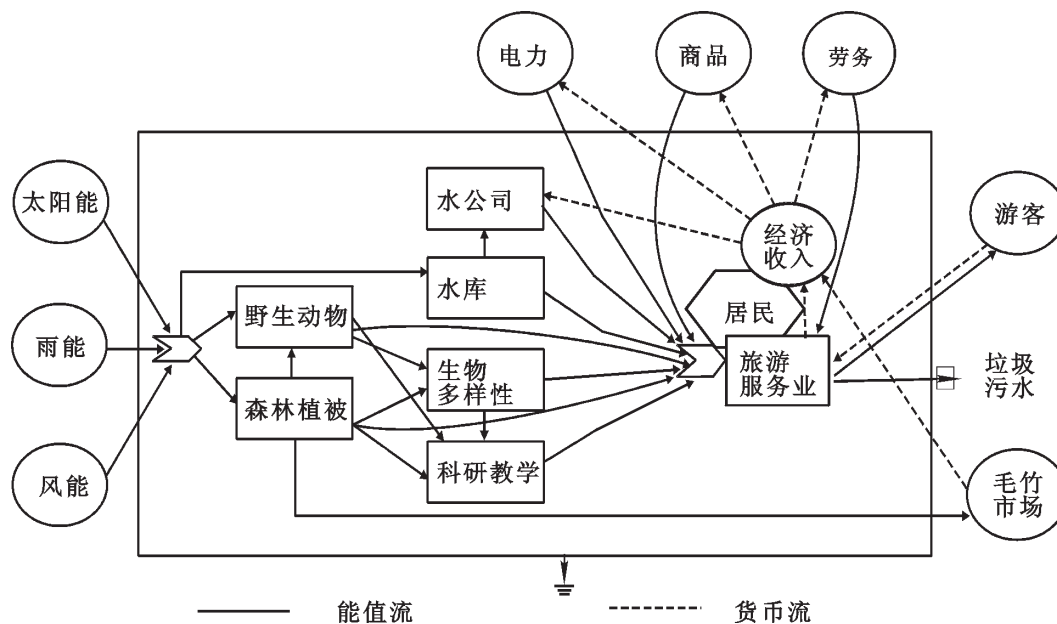 电力
商品
劳务
太阳能
水公司
经济
收入
游客
水库
居民
雨能
野生动物
生物
多样性
旅游
服务业
垃圾
污水
森林植被
风能
科研教学
毛竹
市场
能值流
货币流